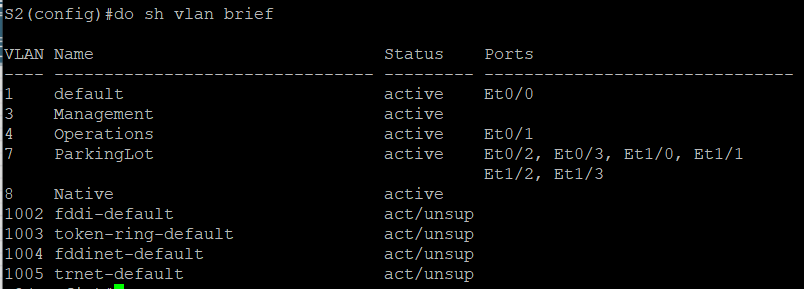 S2(config)#do sh vlan brief
VLAN Name                             Status    Ports
---- -------------------------------- --------- -------------------------------
1    default                          active    Et0/0
3    Management                       active
4    Operations                       active    Et0/1
7    ParkingLot                       active    Et0/2, Et0/3, Et1/0, Et1/1
                                                Et1/2, Et1/3
8    Native                           active
1002 fddi-default                     act/unsup
1003 token-ring-default               act/unsup
1004 fddinet-default                  act/unsup
1005 trnet-default                    act/unsup